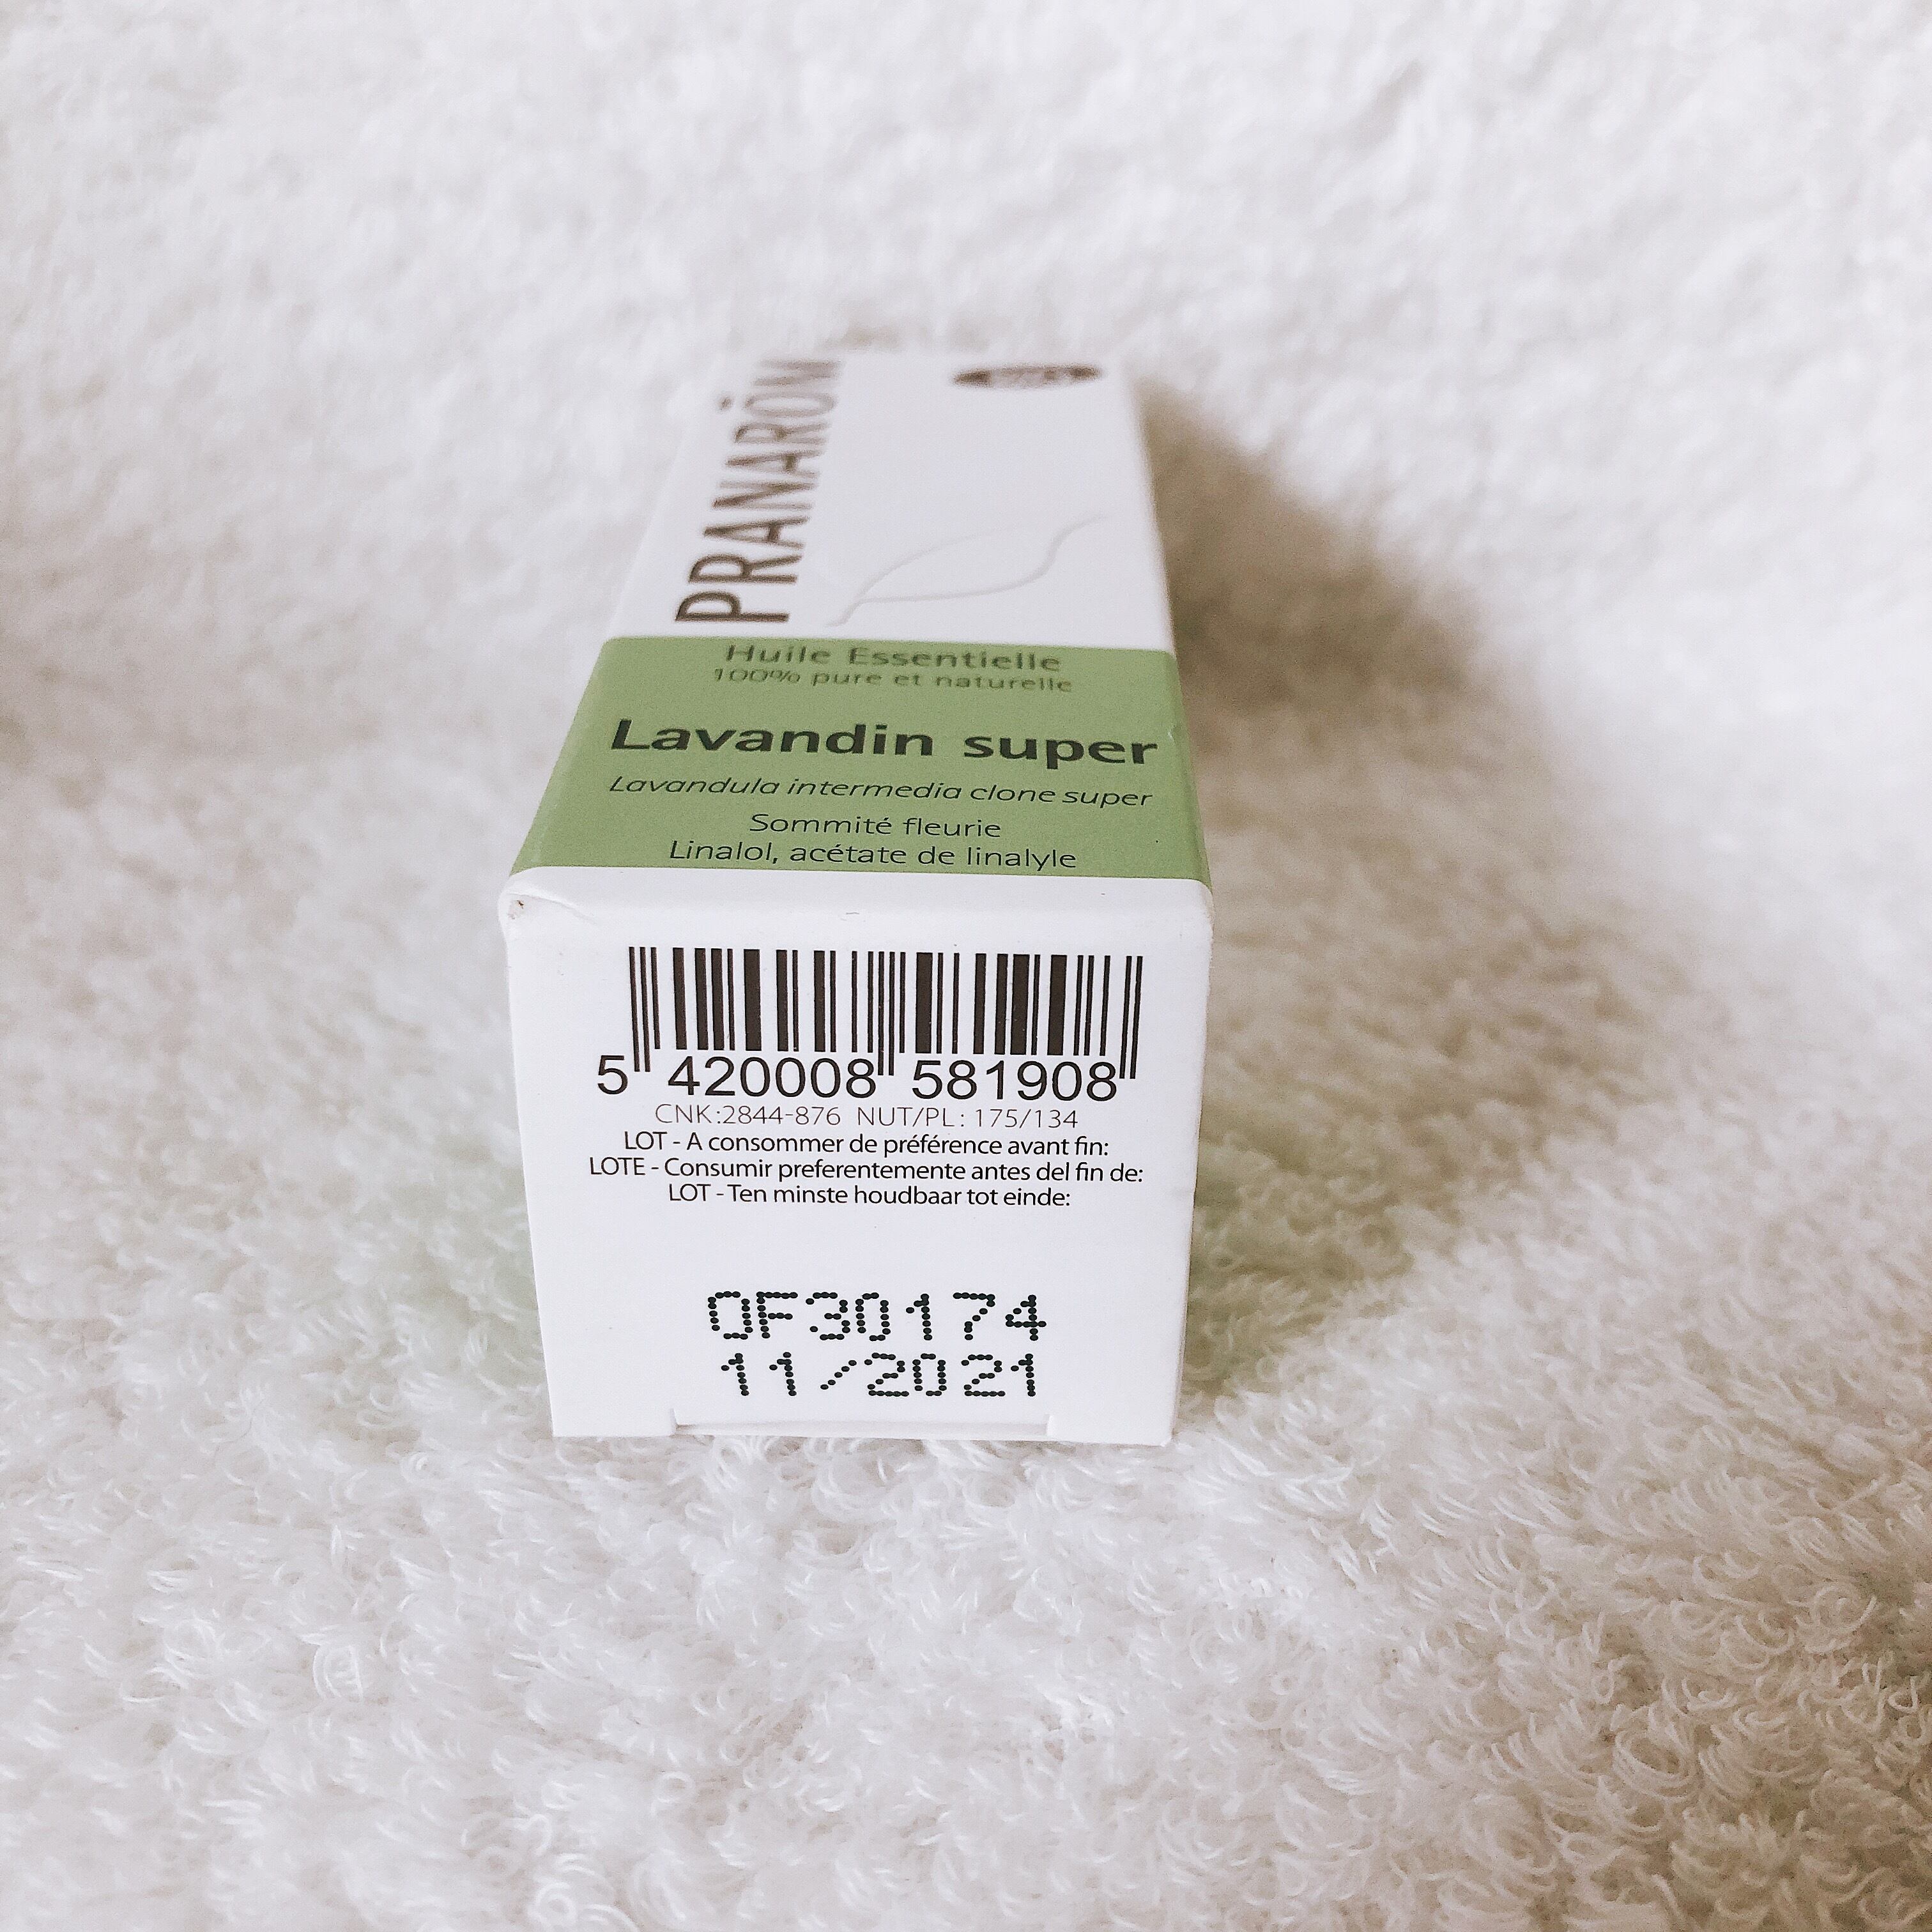 PRANARŌM
Huile Essentielle
100% pure et naturelle
Lavandin super
Lavandula intermedia clone super
Sommité fleurie
Linalol, acétate de linalyle
5 420008 581908
CNK:2844-876 NUT/PL: 175/134
LOT - A consommer de préférence avant fin:
LOTE - Consumir preferentemente antes del fin de:
LOT - Ten minste houdbaar tot einde:
OF30174
11/2021